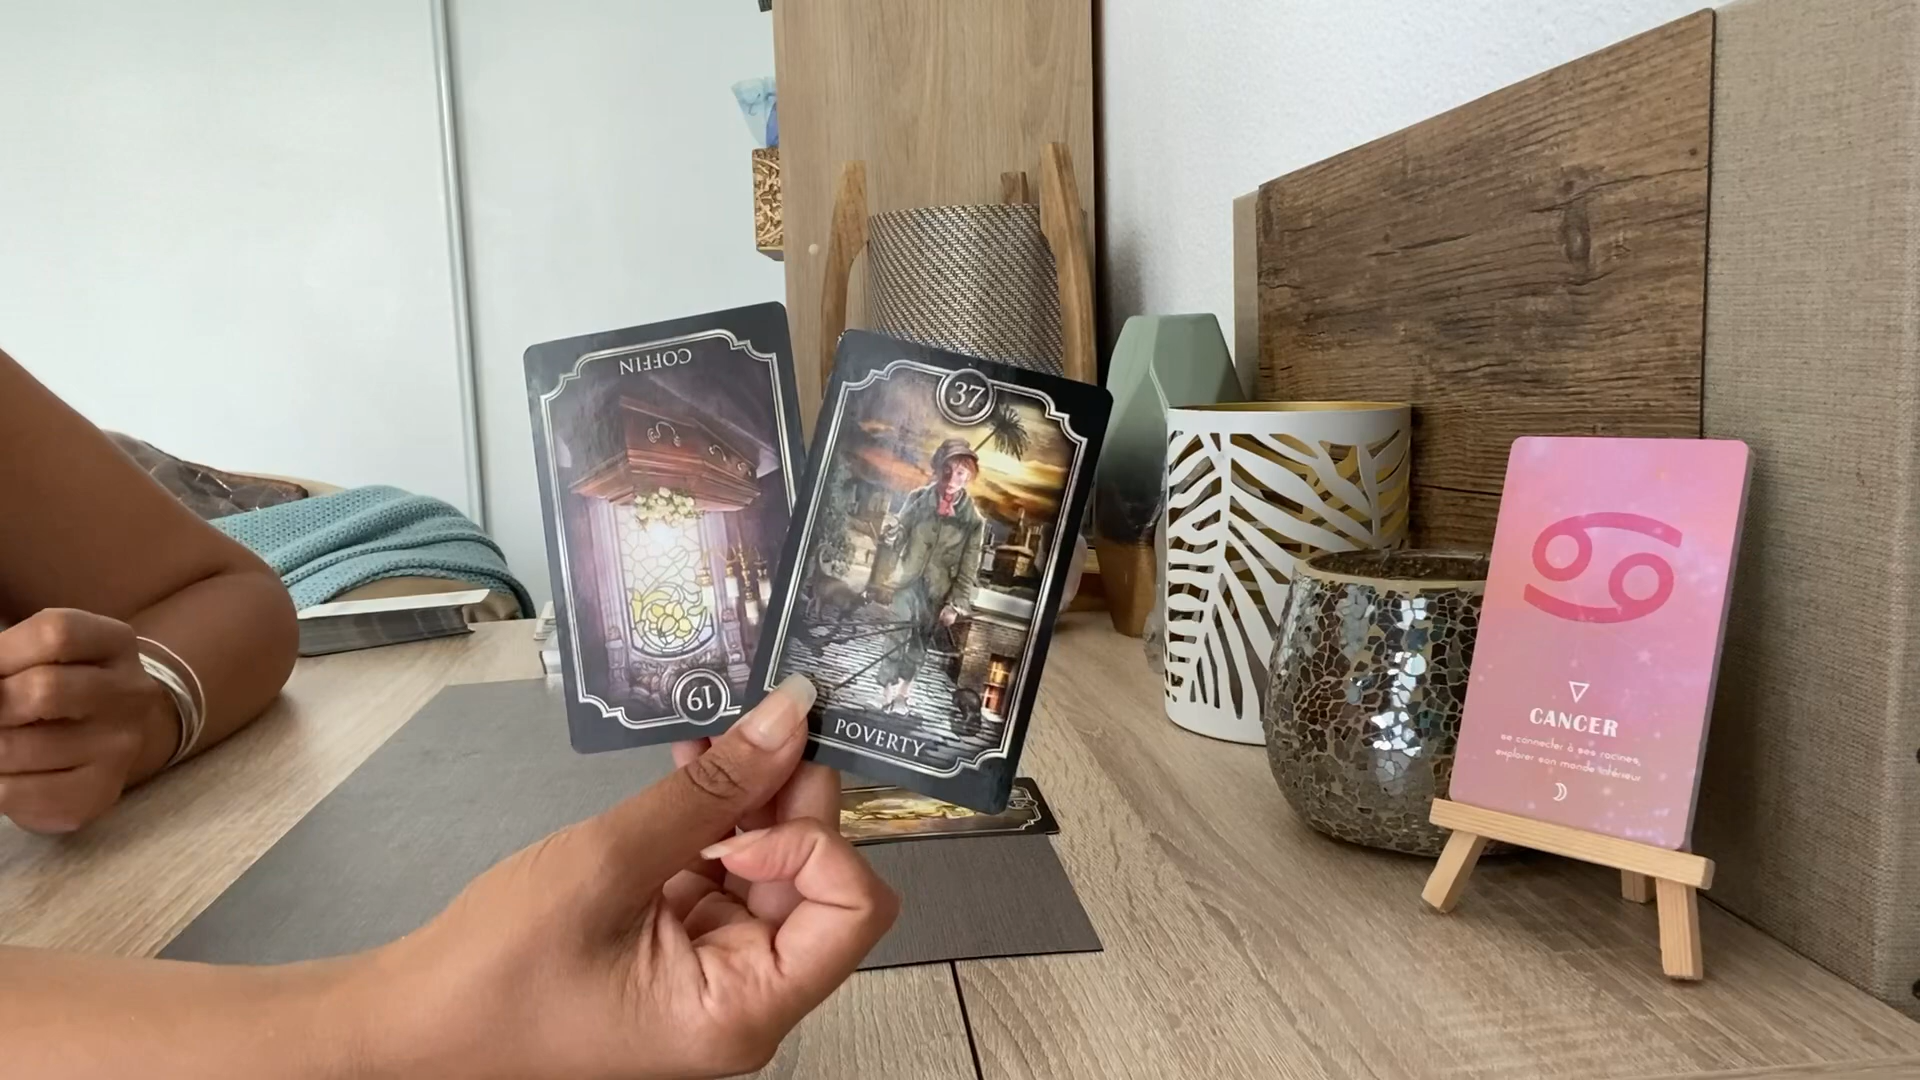 COFFIN
19
37
POVERTY
CANCER
se connecter à ses racines,
explorer son monde intérieur